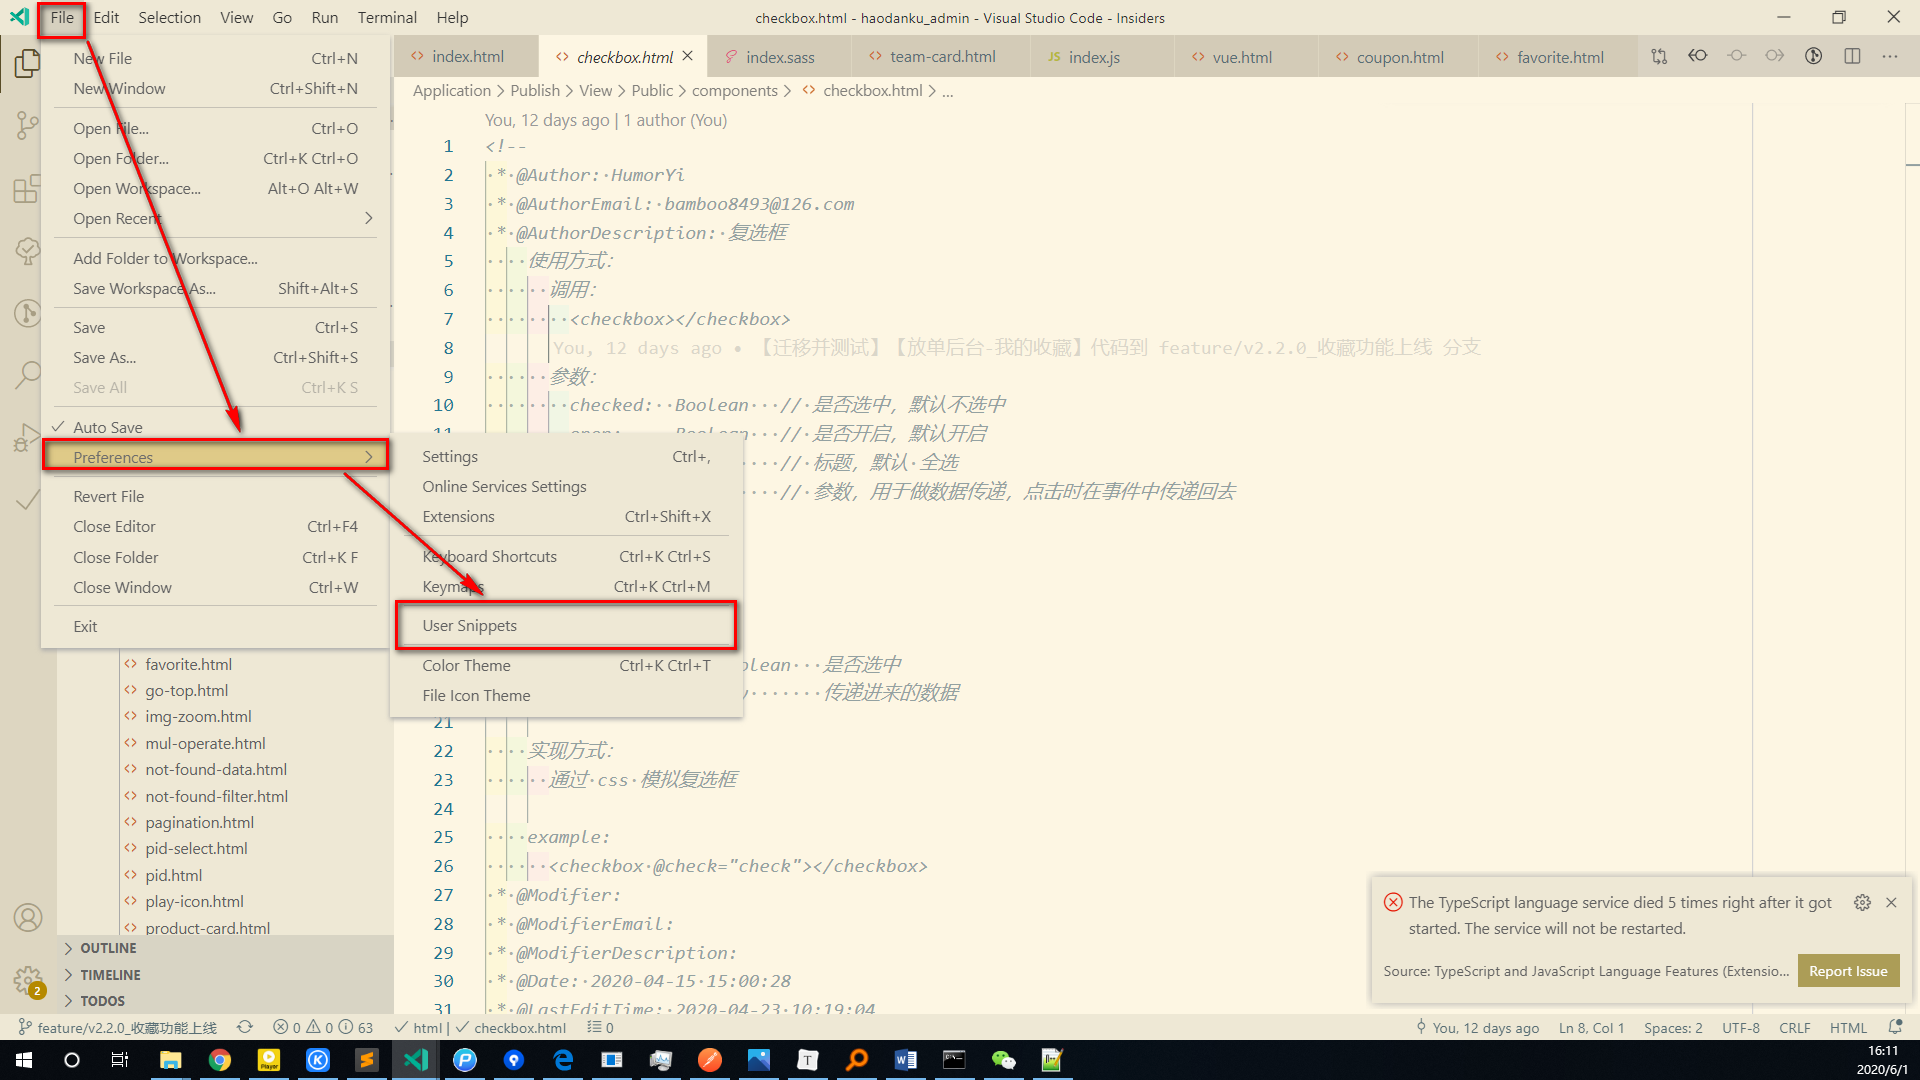 File Edit Selection View Go Run Terminal Help
checkbox.html - haodanku_admin - Visual Studio Code - Insiders
New File Ctrl+N
New Window Ctrl+Shift+N
Open File... Ctrl+O
Open Folder... Ctrl+K Ctrl+O
Open Workspace... Alt+O Alt+W
Open Recent
Add Folder to Workspace...
Save Workspace As... Shift+Alt+S
Save Ctrl+S
Save As... Ctrl+Shift+S
Save All Ctrl+K S
Auto Save
Preferences
Revert File
Close Editor Ctrl+F4
Close Folder Ctrl+K F
Close Window Ctrl+W
Exit
Settings Ctrl+,
Online Services Settings
Extensions Ctrl+Shift+X
Keyboard Shortcuts Ctrl+K Ctrl+S
Keymaps Ctrl+K Ctrl+M
User Snippets
Color Theme Ctrl+K Ctrl+T
File Icon Theme
favorite.html
go-top.html
img-zoom.html
mul-operate.html
not-found-data.html
not-found-filter.html
pagination.html
pid-select.html
pid.html
play-icon.html
product-card.html
OUTLINE
TIMELINE
TODOS
2
index.html checkbox.html index.sass team-card.html JS index.js vue.html coupon.html favorite.html
Application > Publish > View > Public > components > checkbox.html > ...
You, 12 days ago | 1 author (You)
1 <!--
2 * @Author: HumorYi
3 * @AuthorEmail: bamboo8493@126.com
4 * @AuthorDescription: 复选框
5 使用方式:
6 调用:
7 <checkbox></checkbox>
8 You, 12 days ago • 【迁移并测试】【放单后台-我的收藏】代码到 feature/v2.2.0_收藏功能上线 分支
9 参数:
10 checked: Boolean // 是否选中，默认不选中
11 open: Boolean // 是否开启，默认开启
// 标题，默认 全选
// 参数，用于做数据传递，点击时在事件中传递回去
olean 是否选中
传递进来的数据
21
22 实现方式:
23 通过 css 模拟复选框
24
25 example:
26 <checkbox @check="check"></checkbox>
27 * @Modifier:
28 * @ModifierEmail:
29 * @ModifierDescription:
30 * @Date: 2020-04-15 15:00:28
31 * @LastEditTime: 2020-04-23 10:19:04
The TypeScript language service died 5 times right after it got
started. The service will not be restarted.
Source: TypeScript and JavaScript Language Features (Extensio...
Report Issue
feature/v2.2.0_收藏功能上线 0 0 63 html | checkbox.html 0
You, 12 days ago Ln 8, Col 1 Spaces: 2 UTF-8 CRLF HTML
Player
16:11
2020/6/1